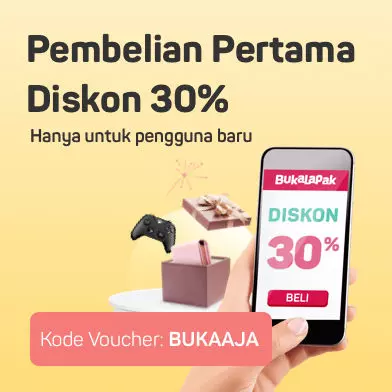 Pembelian Pertama
Diskon 30%
Hanya untuk pengguna baru
BukaLapak
DISKON
30%
BELI
Kode Voucher: BUKAAJA